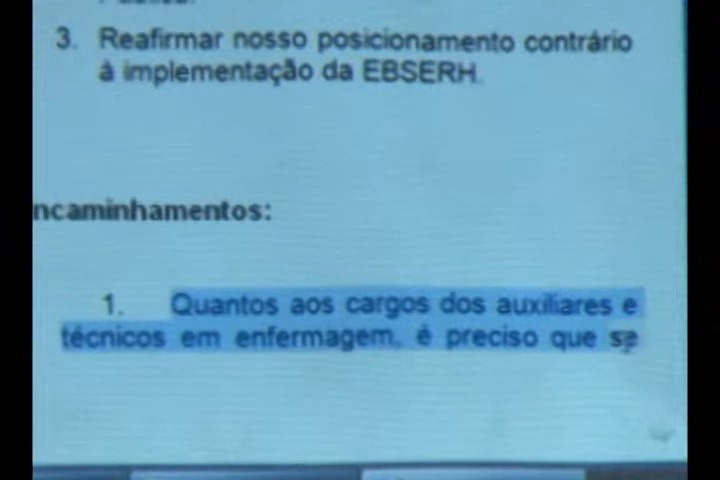 3. Reafirmar nosso posicionamento contrário
à implementação da EBSERH.
ncaminhamentos:
1. Quantos aos cargos dos auxiliares e
técnicos em enfermagem, é preciso que se